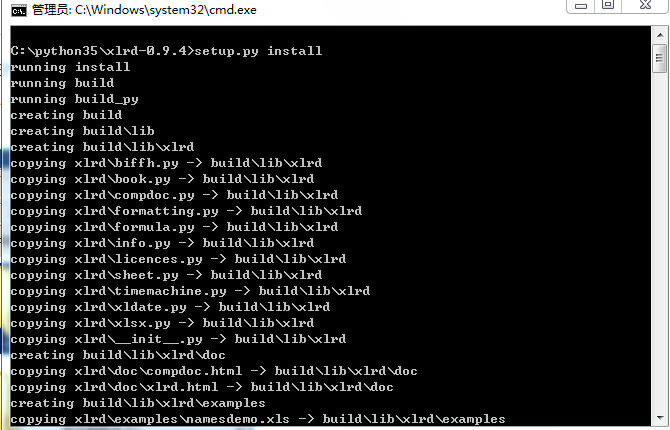 管理员: C:\Windows\system32\cmd.exe
C:\python35\xlrd-0.9.4>setup.py install
running install
running build
running build_py
creating build
creating build\lib
creating build\lib\xlrd
copying xlrd\biffh.py -> build\lib\xlrd
copying xlrd\book.py -> build\lib\xlrd
copying xlrd\compdoc.py -> build\lib\xlrd
copying xlrd\formatting.py -> build\lib\xlrd
copying xlrd\formula.py -> build\lib\xlrd
copying xlrd\info.py -> build\lib\xlrd
copying xlrd\licences.py -> build\lib\xlrd
copying xlrd\sheet.py -> build\lib\xlrd
copying xlrd\timemachine.py -> build\lib\xlrd
copying xlrd\xldate.py -> build\lib\xlrd
copying xlrd\xlsx.py -> build\lib\xlrd
copying xlrd\__init__.py -> build\lib\xlrd
creating build\lib\xlrd\doc
copying xlrd\doc\compdoc.html -> build\lib\xlrd\doc
copying xlrd\doc\xlrd.html -> build\lib\xlrd\doc
creating build\lib\xlrd\examples
copying xlrd\examples\namesdemo.xls -> build\lib\xlrd\examples